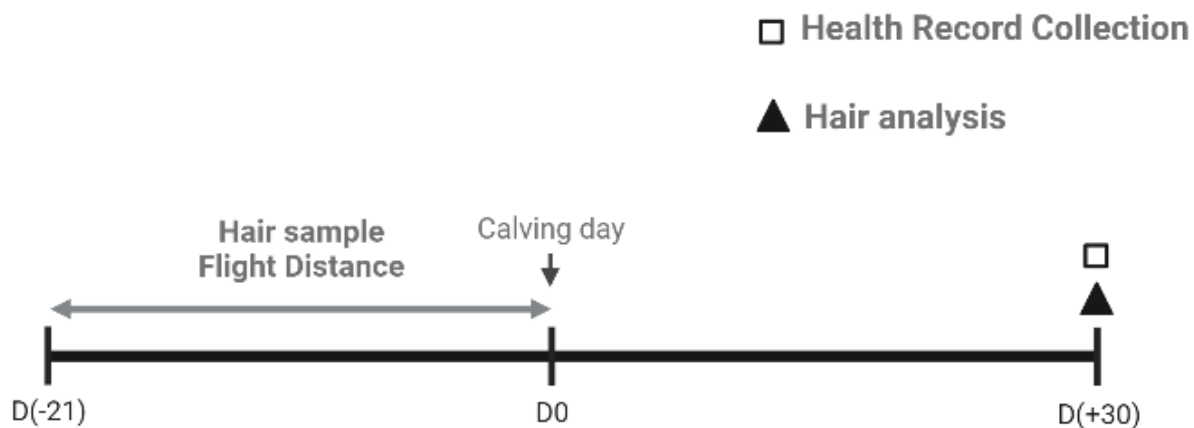 Health Record Collection
Hair analysis
Hair sample
Flight Distance
Calving day
D(-21)
D0
D(+30)